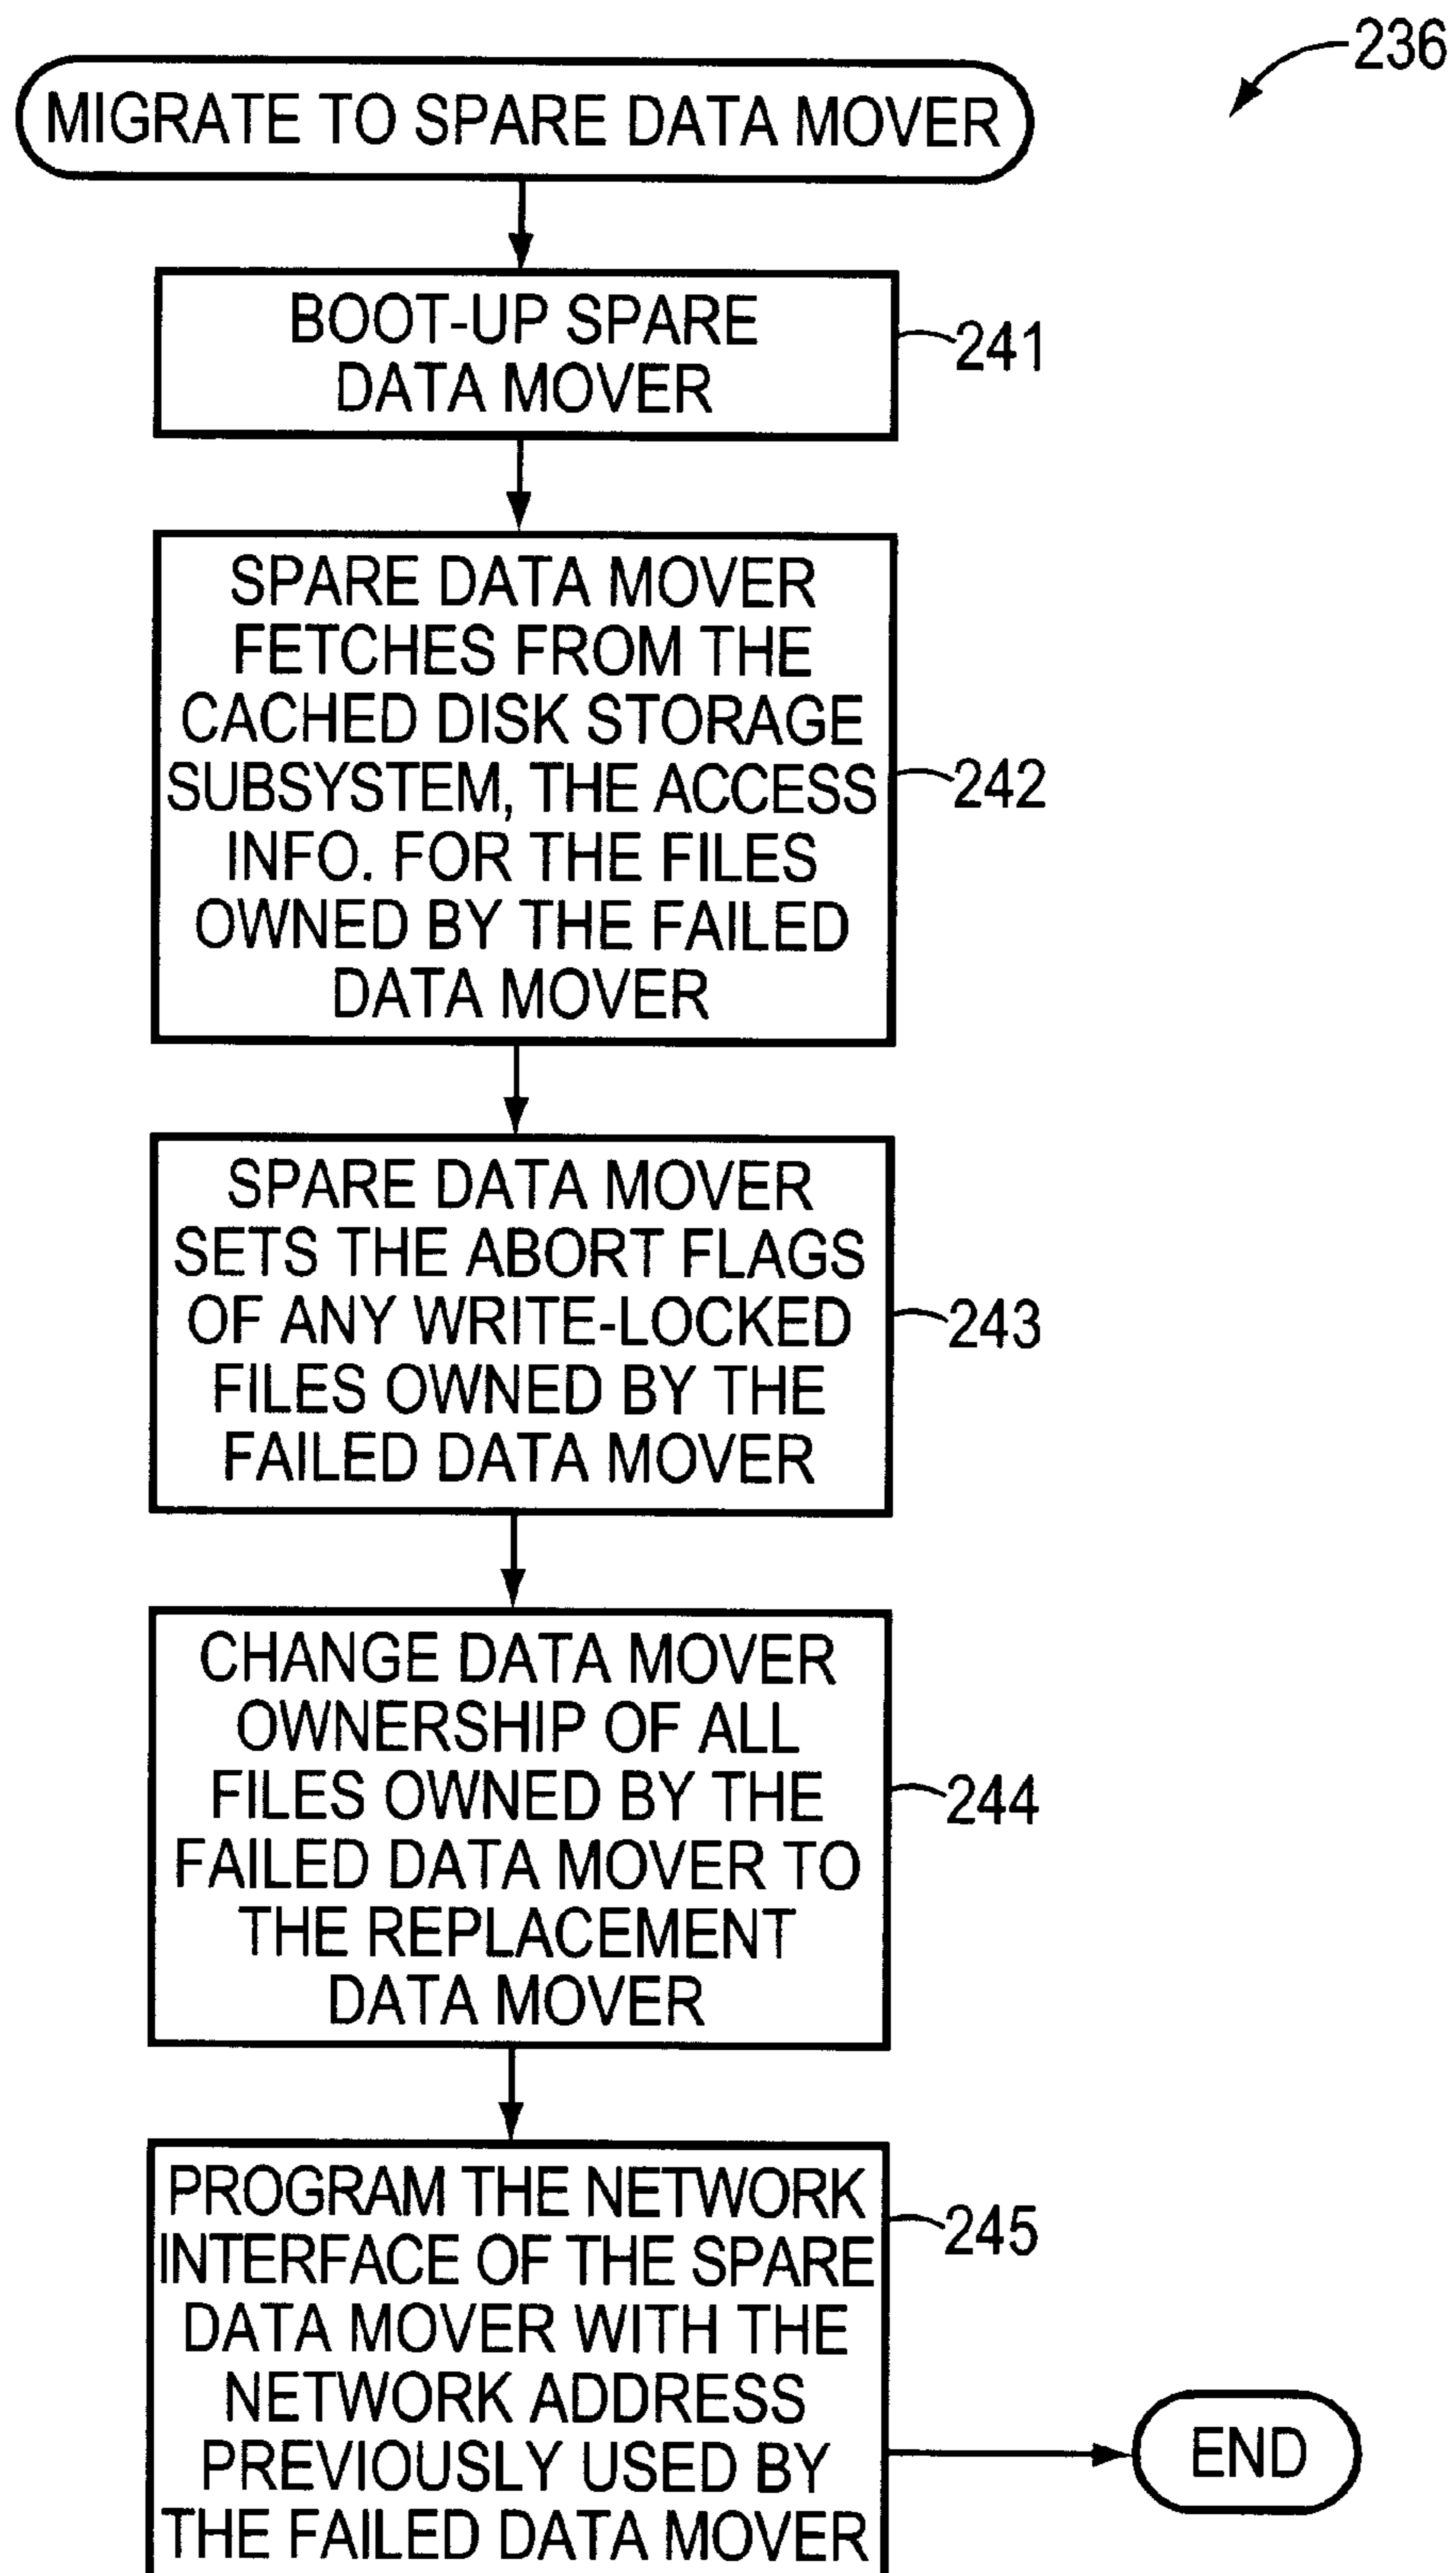 236
MIGRATE TO SPARE DATA MOVER
BOOT-UP SPARE
DATA MOVER
241
SPARE DATA MOVER
FETCHES FROM THE
CACHED DISK STORAGE
SUBSYSTEM, THE ACCESS
INFO. FOR THE FILES
OWNED BY THE FAILED
DATA MOVER
242
SPARE DATA MOVER
SETS THE ABORT FLAGS
OF ANY WRITE-LOCKED
FILES OWNED BY THE
FAILED DATA MOVER
243
CHANGE DATA MOVER
OWNERSHIP OF ALL
FILES OWNED BY THE
FAILED DATA MOVER TO
THE REPLACEMENT
DATA MOVER
244
PROGRAM THE NETWORK
INTERFACE OF THE SPARE
DATA MOVER WITH THE
NETWORK ADDRESS
PREVIOUSLY USED BY
THE FAILED DATA MOVER
245
END